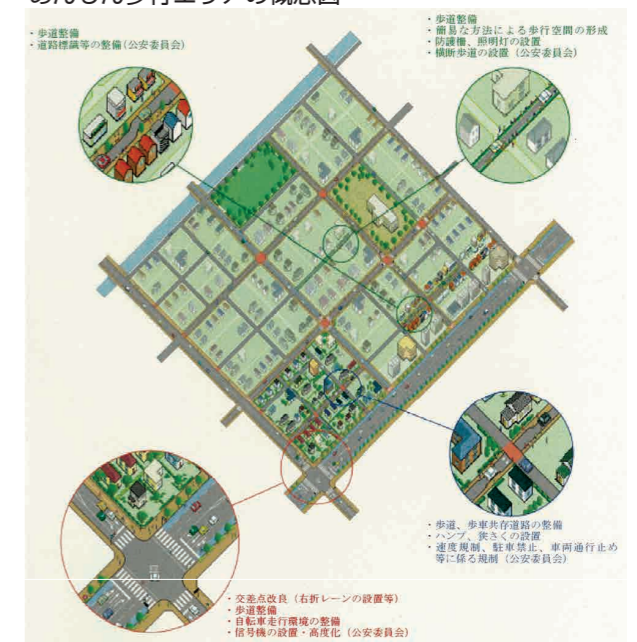 あんしん歩行エリアの概念図
・歩道整備
・道路標識等の整備（公安委員会）
・歩道整備
・簡易な方法による歩行空間の形成
・防護柵、照明灯の設置
・横断歩道の設置（公安委員会）
・歩道、歩車共存道路の整備
・ハンプ、狭さくの設置
・速度規制、駐車禁止、車両通行止め
等に係る規制（公安委員会）
・交差点改良（右折レーンの設置等）
・歩道整備
・自転車走行環境の整備
・信号機の設置・高度化（公安委員会）